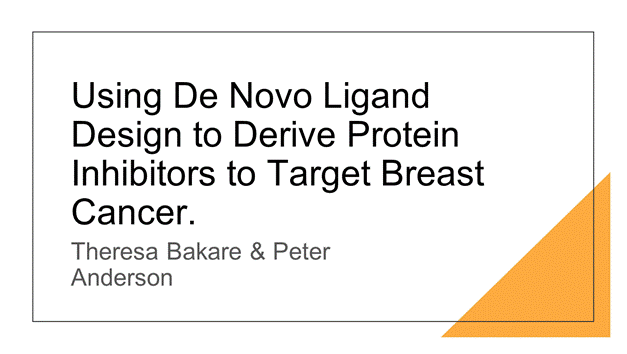 Using De Novo Ligand
Design to Derive Protein
Inhibitors to Target Breast
Cancer.
Theresa Bakare & Peter
Anderson